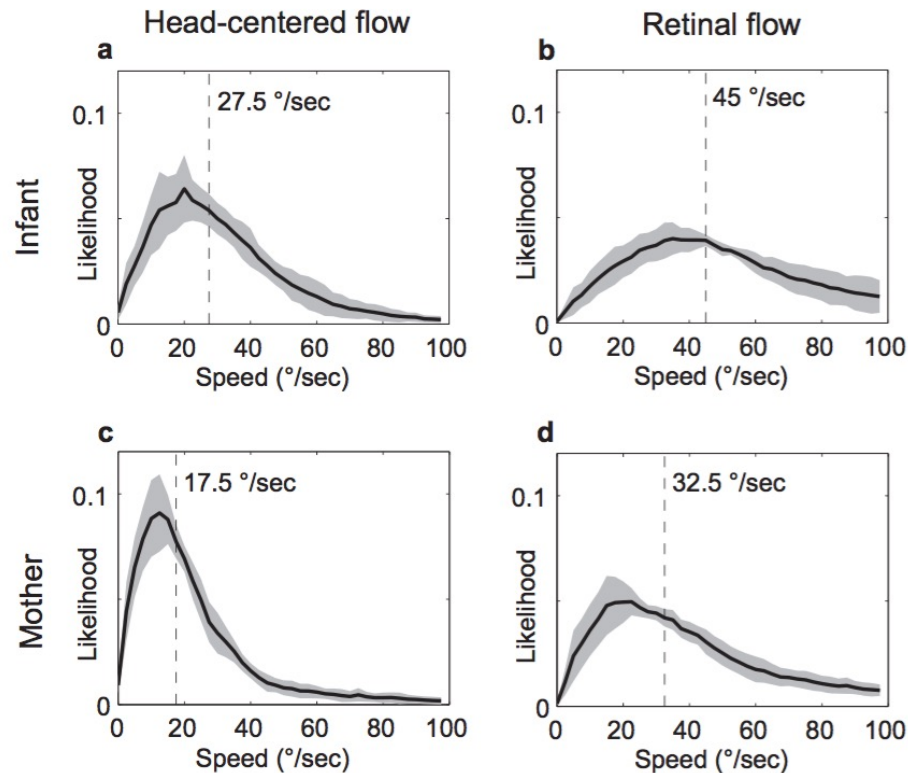 Head-centered flow
Retinal flow
a
b
27.5 °/sec
45 °/sec
0.1
0.1
Infant
Likelihood
Likelihood
0
0
0 20 40 60 80 100
0 20 40 60 80 100
Speed (°/sec)
Speed (°/sec)
c
d
17.5 °/sec
32.5 °/sec
0.1
0.1
Mother
Likelihood
Likelihood
0
0
0 20 40 60 80 100
0 20 40 60 80 100
Speed (°/sec)
Speed (°/sec)